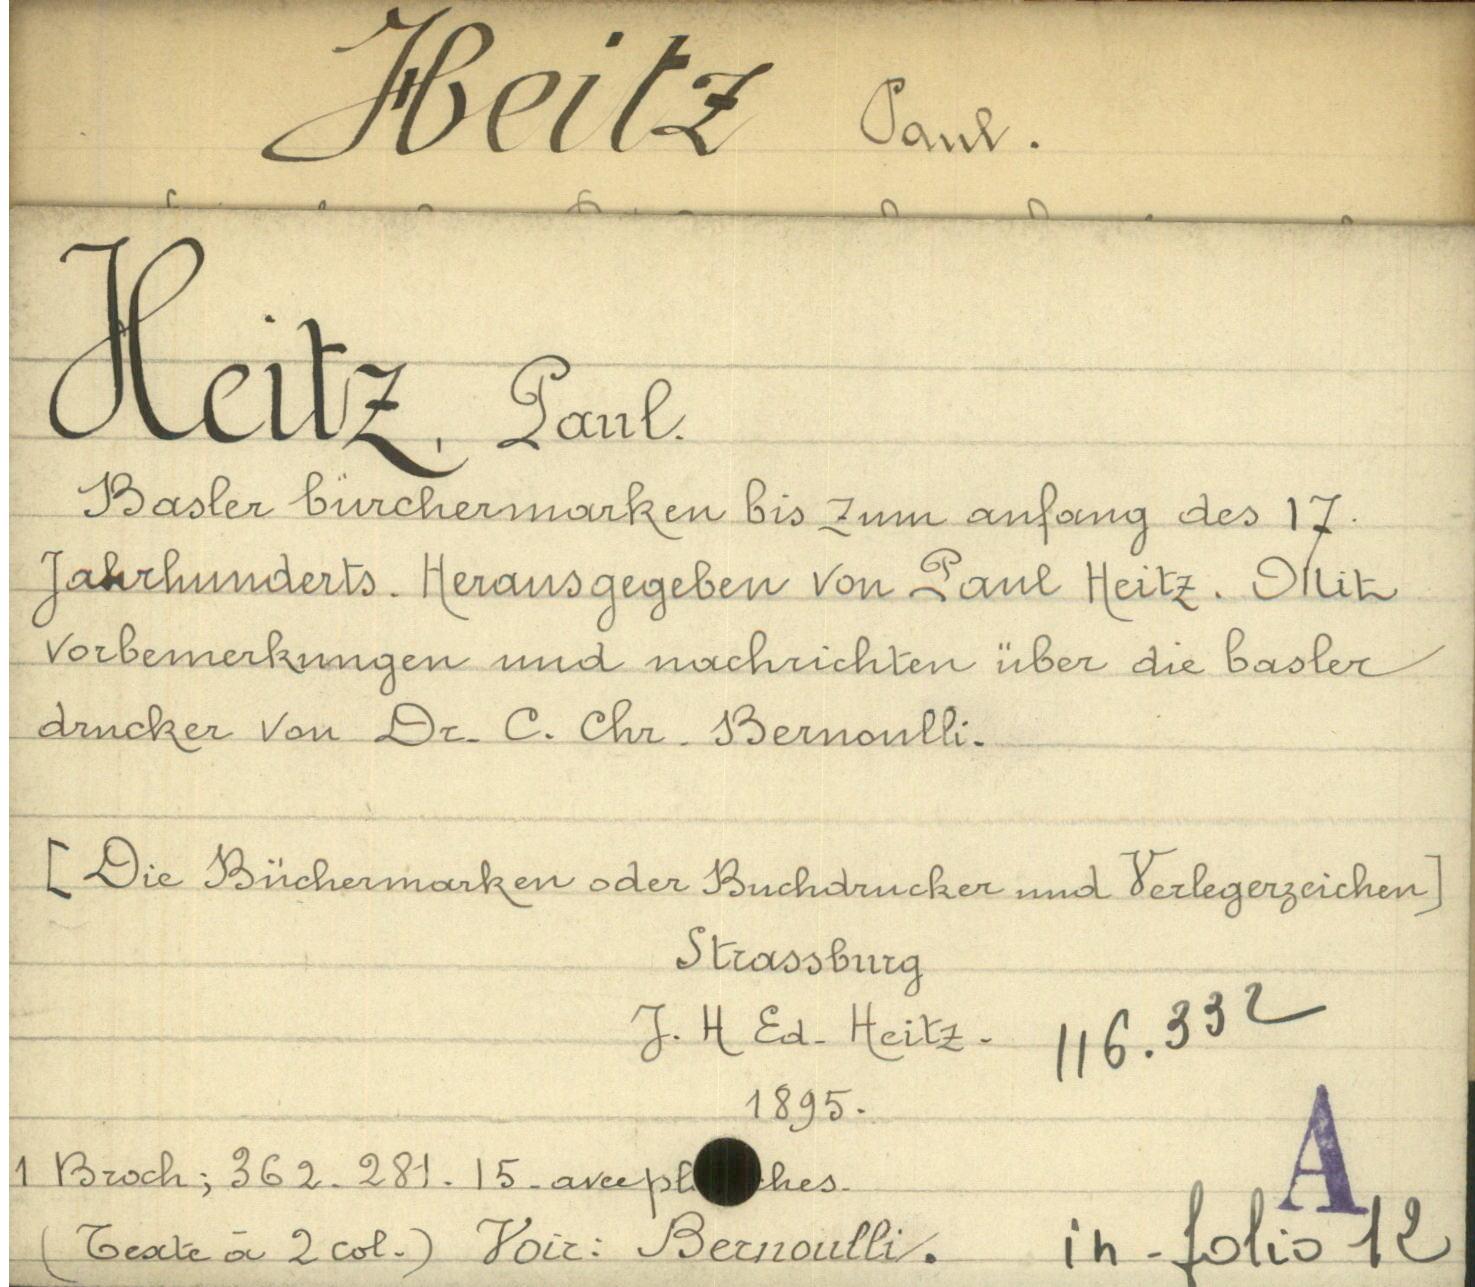 Heitz Paul.
Heitz, Paul.
Basler bürchermarken bis zum anfang des 17.
Jahrhunderts. Herausgegeben von Paul Heitz. Mit
vorbemerkungen und nachrichten über die basler
drucker von Dr. C. Chr. Bernoulli.
[Die Büchermarken oder Buchdrucker und Verlegerzeichen]
Strassburg
J. H Ed. Heitz.
116.332
1895.
A
1 Broch; 362. 281. 15. avec pl ches.
(Texte à 2 col.) Voir: Bernoulli.
in-folio 12